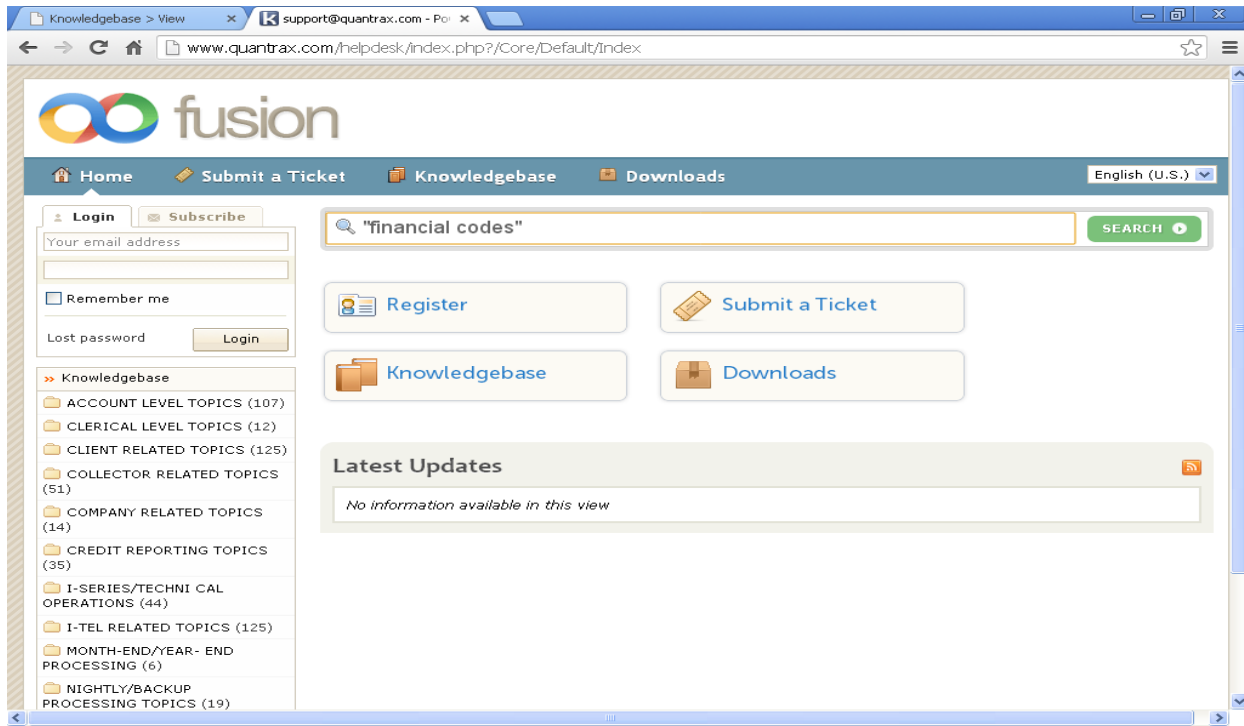 Knowledgebase > View
support@quantrax.com - Po
www.quantrax.com/helpdesk/index.php?/Core/Default/Index
fusion
Home
Submit a Ticket
Knowledgebase
Downloads
English (U.S.)
Login
Subscribe
Your email address
Remember me
Lost password
Login
"financial codes"
SEARCH
Register
Submit a Ticket
Knowledgebase
Downloads
Latest Updates
No information available in this view
Knowledgebase
ACCOUNT LEVEL TOPICS (107)
CLERICAL LEVEL TOPICS (12)
CLIENT RELATED TOPICS (125)
COLLECTOR RELATED TOPICS
(51)
COMPANY RELATED TOPICS
(14)
CREDIT REPORTING TOPICS
(35)
I-SERIES/TECHNI CAL
OPERATIONS (44)
I-TEL RELATED TOPICS (125)
MONTH-END/YEAR- END
PROCESSING (6)
NIGHTLY/BACKUP
PROCESSING TOPICS (19)